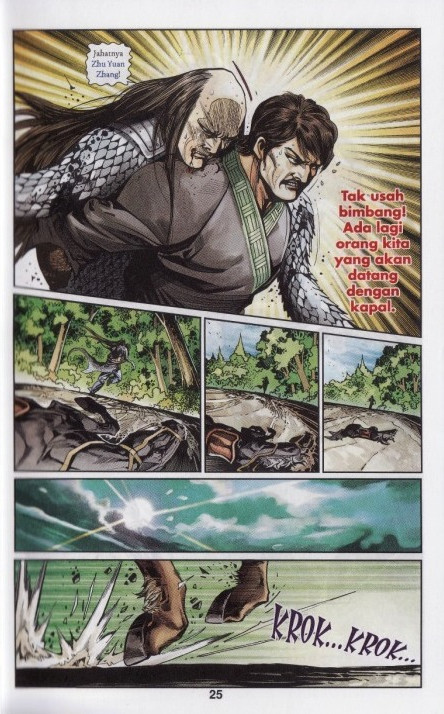 Jahatnya
Zhu Yuan
Zhang!
Tak usah
bimbang!
Ada lagi
orang kita
yang akan
datang
dengan
kapal.
KROK...KROK...
25